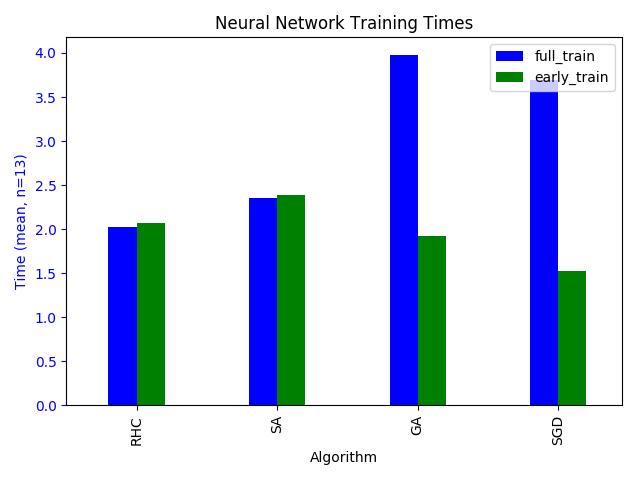 Neural Network Training Times
full_train
early_train
Time (mean, n=13)
4.0
3.5
3.0
2.5
2.0
1.5
1.0
0.5
0.0
RHC
SA
GA
SGD
Algorithm